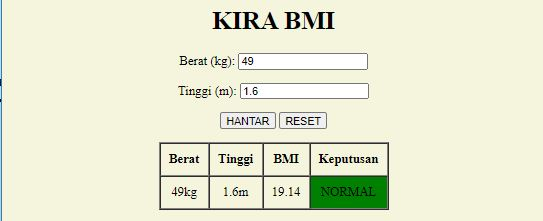 KIRA BMI
Berat (kg): 49
Tinggi (m): 1.6
HANTAR RESET
Berat Tinggi BMI Keputusan
49kg 1.6m 19.14 NORMAL